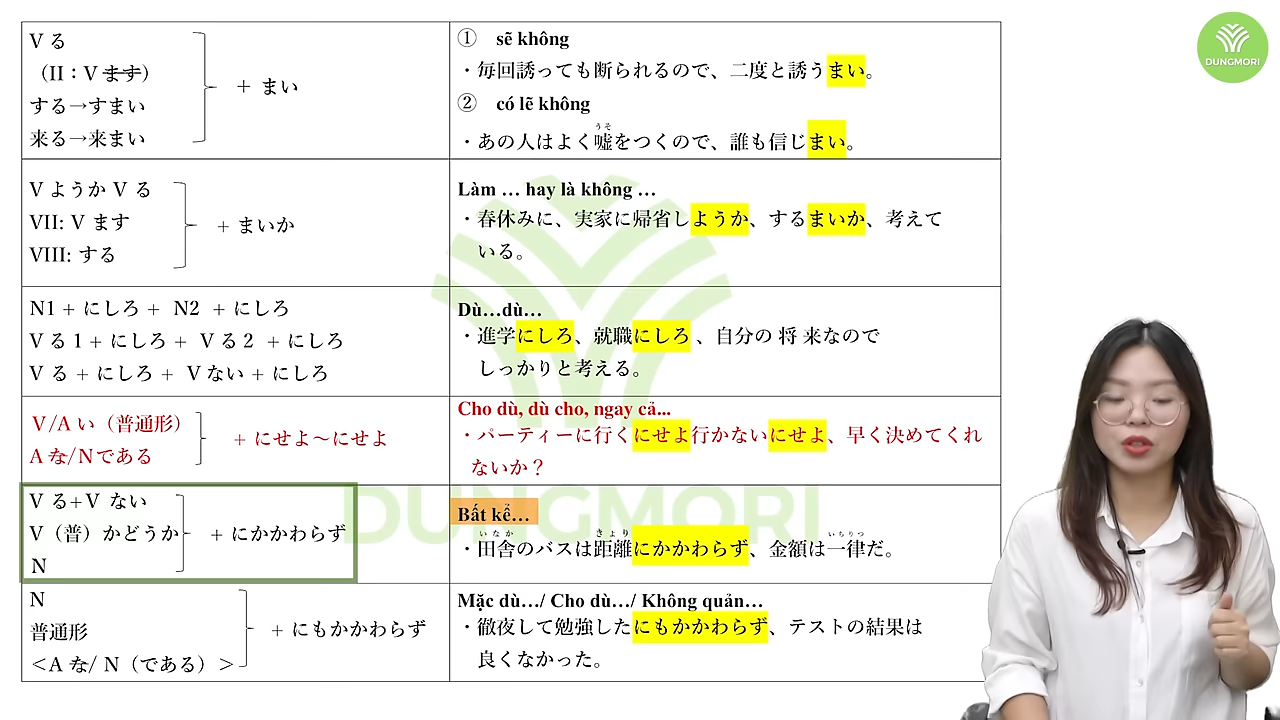 V る
（II：V ます）
する→すまい
来る→来まい
＋ まい
① sẽ không
・毎回誘っても断られるので、二度と誘うまい。
② có lẽ không
うそ
・あの人はよく嘘をつくので、誰も信じまい。
V ようか V る
VII: V ます
VIII: する
+ まいか
Làm … hay là không …
・春休みに、実家に帰省しようか、するまいか、考えて
いる。
N1 + にしろ + N2 + にしろ
V る 1 + にしろ + V る 2 + にしろ
V る + にしろ + V ない + にしろ
Dù…dù…
・進学にしろ、就職にしろ 、自分の 将 来なので
しっかりと考える。
V/A い（普通形）
A な/N である
+ にせよ～にせよ
Cho dù, dù cho, ngay cả...
・パーティーに行くにせよ行かないにせよ、早く決めてくれ
ないか？
V る+V ない
V（普）かどうか
N
+ にかかわらず
Bất kể…
いなか きょり いちりつ
・田舎のバスは距離にかかわらず、金額は一律だ。
N
普通形
＜A な/ N（である）＞
+ にもかかわらず
Mặc dù…/ Cho dù…/ Không quản…
・徹夜して勉強したにもかかわらず、テストの結果は
良くなかった。
DUNGMORI
DUNGMORI